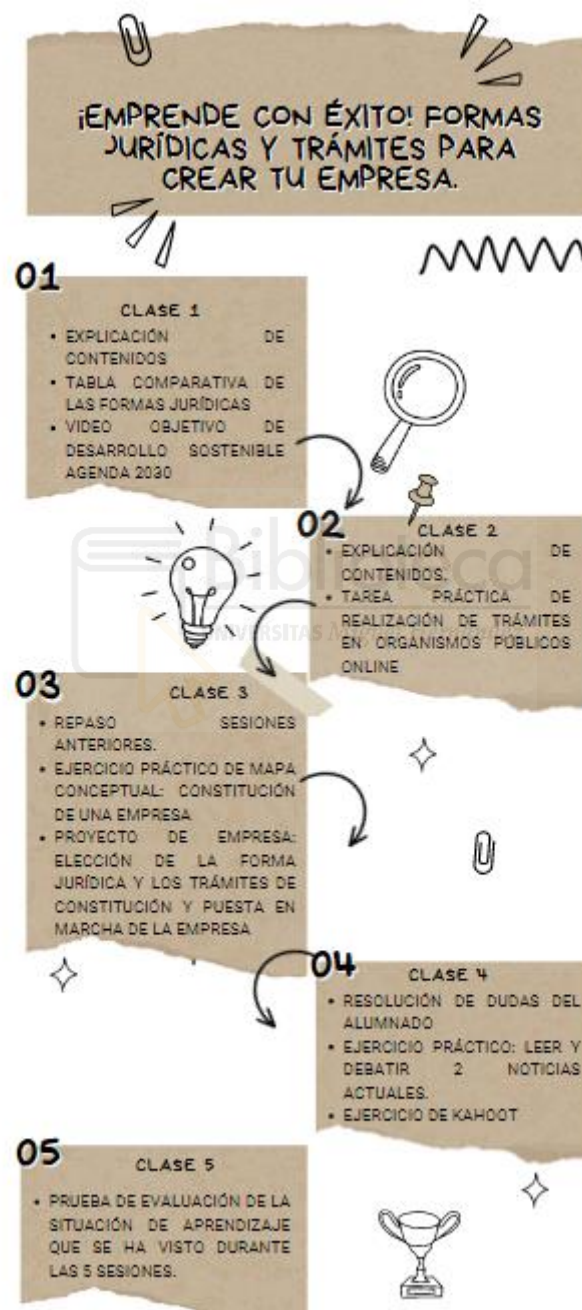 ¡EMPRENDE CON ÉXITO! FORMAS
JURÍDICAS Y TRÁMITES PARA
CREAR TU EMPRESA.
01
CLASE 1
• EXPLICACIÓN DE
CONTENIDOS
• TABLA COMPARATIVA DE
LAS FORMAS JURÍDICAS
• VIDEO OBJETIVO DE
DESARROLLO SOSTENIBLE
AGENDA 2030
02
CLASE 2
• EXPLICACIÓN DE
CONTENIDOS.
• TAREA PRÁCTICA DE
REALIZACIÓN DE TRÁMITES
EN ORGANISMOS PÚBLICOS
ONLINE
Biblioteca
UNIVERSITAS
03
CLASE 3
• REPASO SESIONES
ANTERIORES.
• EJERCICIO PRÁCTICO DE MAPA
CONCEPTUAL: CONSTITUCIÓN
DE UNA EMPRESA
• PROYECTO DE EMPRESA:
ELECCIÓN DE LA FORMA
JURÍDICA Y LOS TRÁMITES DE
CONSTITUCIÓN Y PUESTA EN
MARCHA DE LA EMPRESA
04
CLASE 4
• RESOLUCIÓN DE DUDAS DEL
ALUMNADO
• EJERCICIO PRÁCTICO: LEER Y
DEBATIR 2 NOTICIAS
ACTUALES.
• EJERCICIO DE KAHOOT
05
CLASE 5
• PRUEBA DE EVALUACIÓN DE LA
SITUACIÓN DE APRENDIZAJE
QUE SE HA VISTO DURANTE
LAS 5 SESIONES.